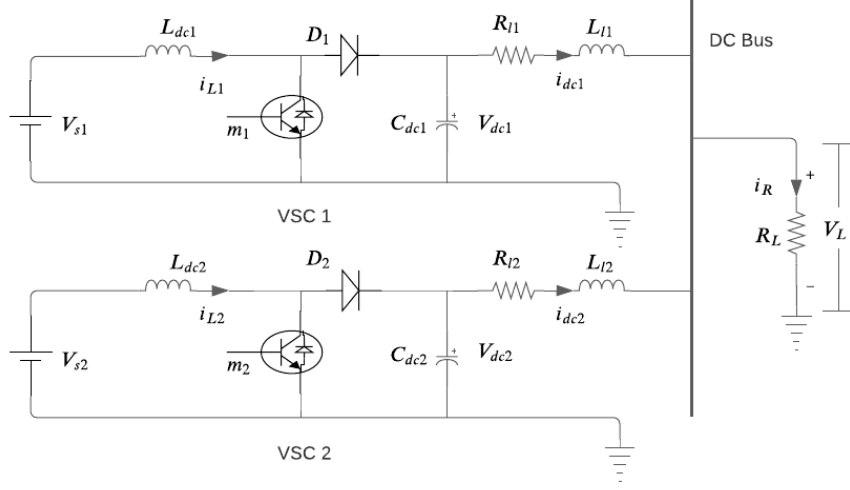 L_dc1
D_1
R_l1
L_l1
DC Bus
i_L1
i_dc1
V_s1
m_1
C_dc1
+
V_dc1
VSC 1
i_R
+
R_L
V_L
−
L_dc2
D_2
R_l2
L_l2
i_L2
i_dc2
V_s2
m_2
C_dc2
+
V_dc2
VSC 2